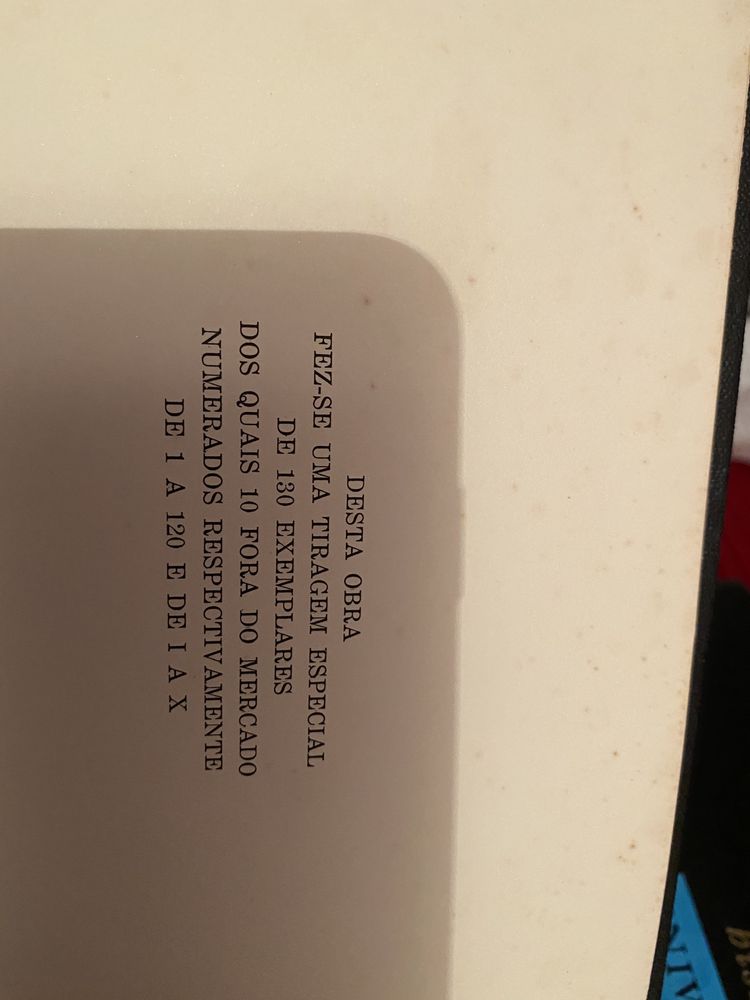 DESTA OBRA
FEZ-SE UMA TIRAGEM ESPECIAL
DE 130 EXEMPLARES
DOS QUAIS 10 FORA DO MERCADO
NUMERADOS RESPECTIVAMENTE
DE 1 A 120 E DE I A X